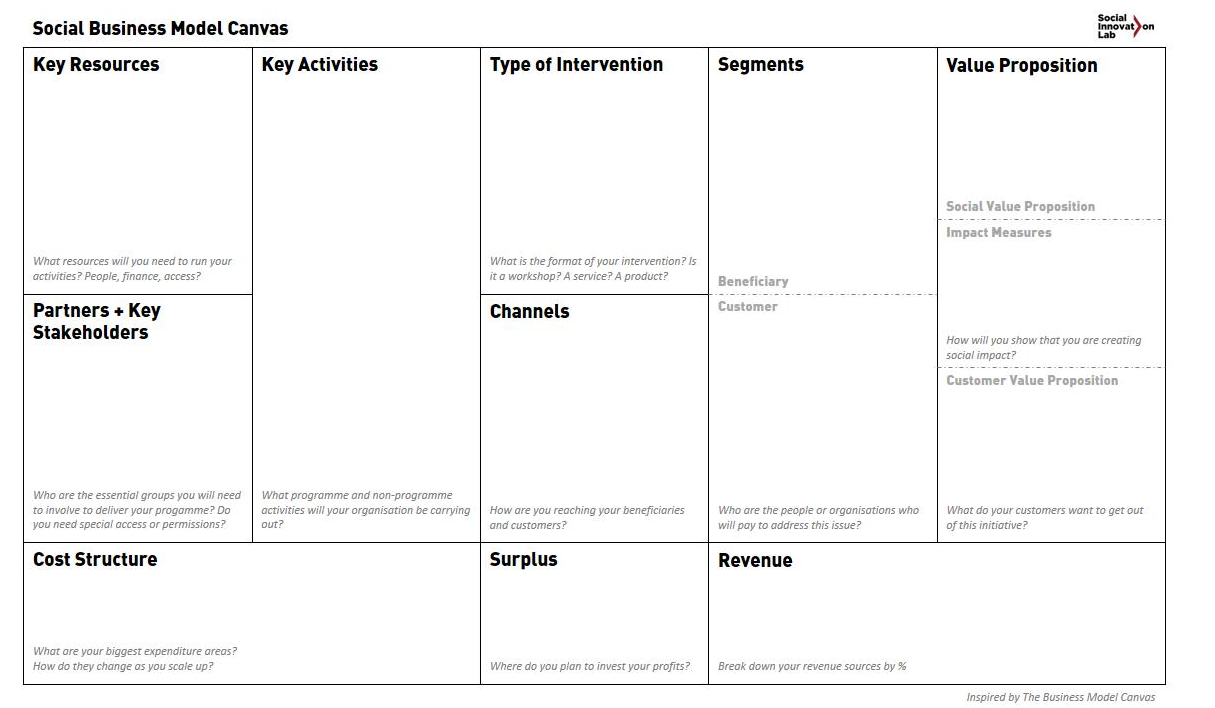 Social Business Model Canvas
Social
Innovat on
Lab
Key Resources
What resources will you need to run your
activities? People, finance, access?
Partners + Key
Stakeholders
Who are the essential groups you will need
to involve to deliver your progamme? Do
you need special access or permissions?
Key Activities
What programme and non-programme
activities will your organisation be carrying
out?
Type of Intervention
What is the format of your intervention? Is
it a workshop? A service? A product?
Channels
How are you reaching your beneficiaries
and customers?
Segments
Beneficiary
Customer
Who are the people or organisations who
will pay to address this issue?
Value Proposition
Social Value Proposition
Impact Measures
How will you show that you are creating
social impact?
Customer Value Proposition
What do your customers want to get out
of this initiative?
Cost Structure
What are your biggest expenditure areas?
How do they change as you scale up?
Surplus
Where do you plan to invest your profits?
Revenue
Break down your revenue sources by %
Inspired by The Business Model Canvas